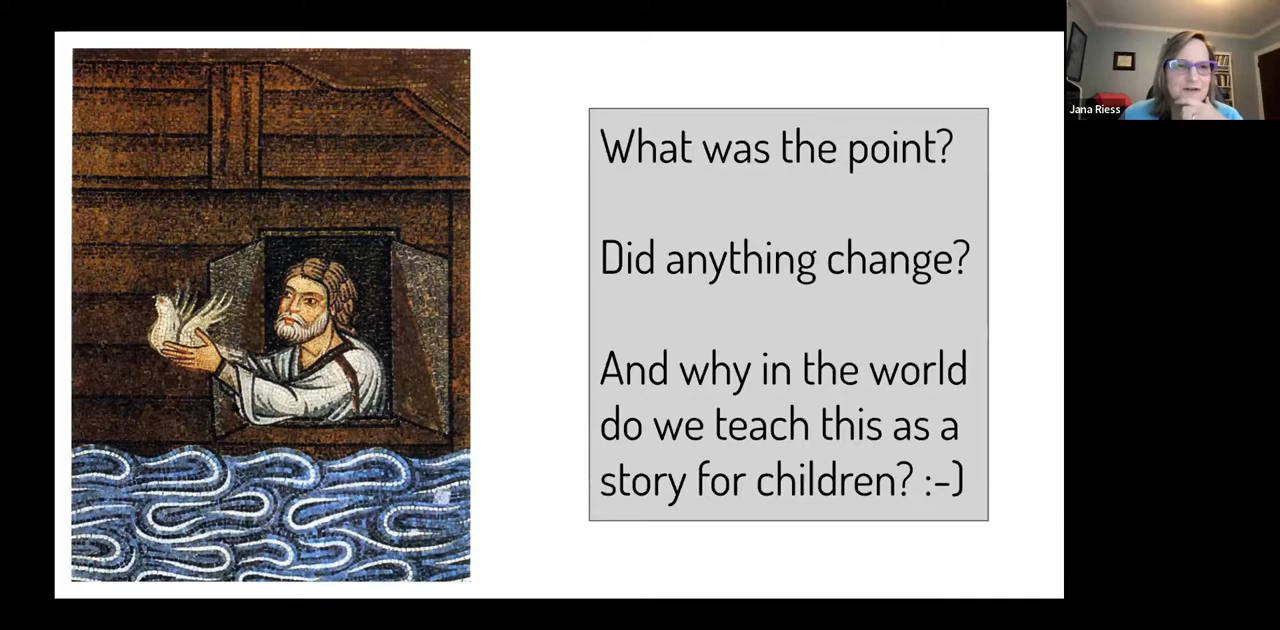 What was the point?
Did anything change?
And why in the world
do we teach this as a
story for children? :-)
Jana Riess